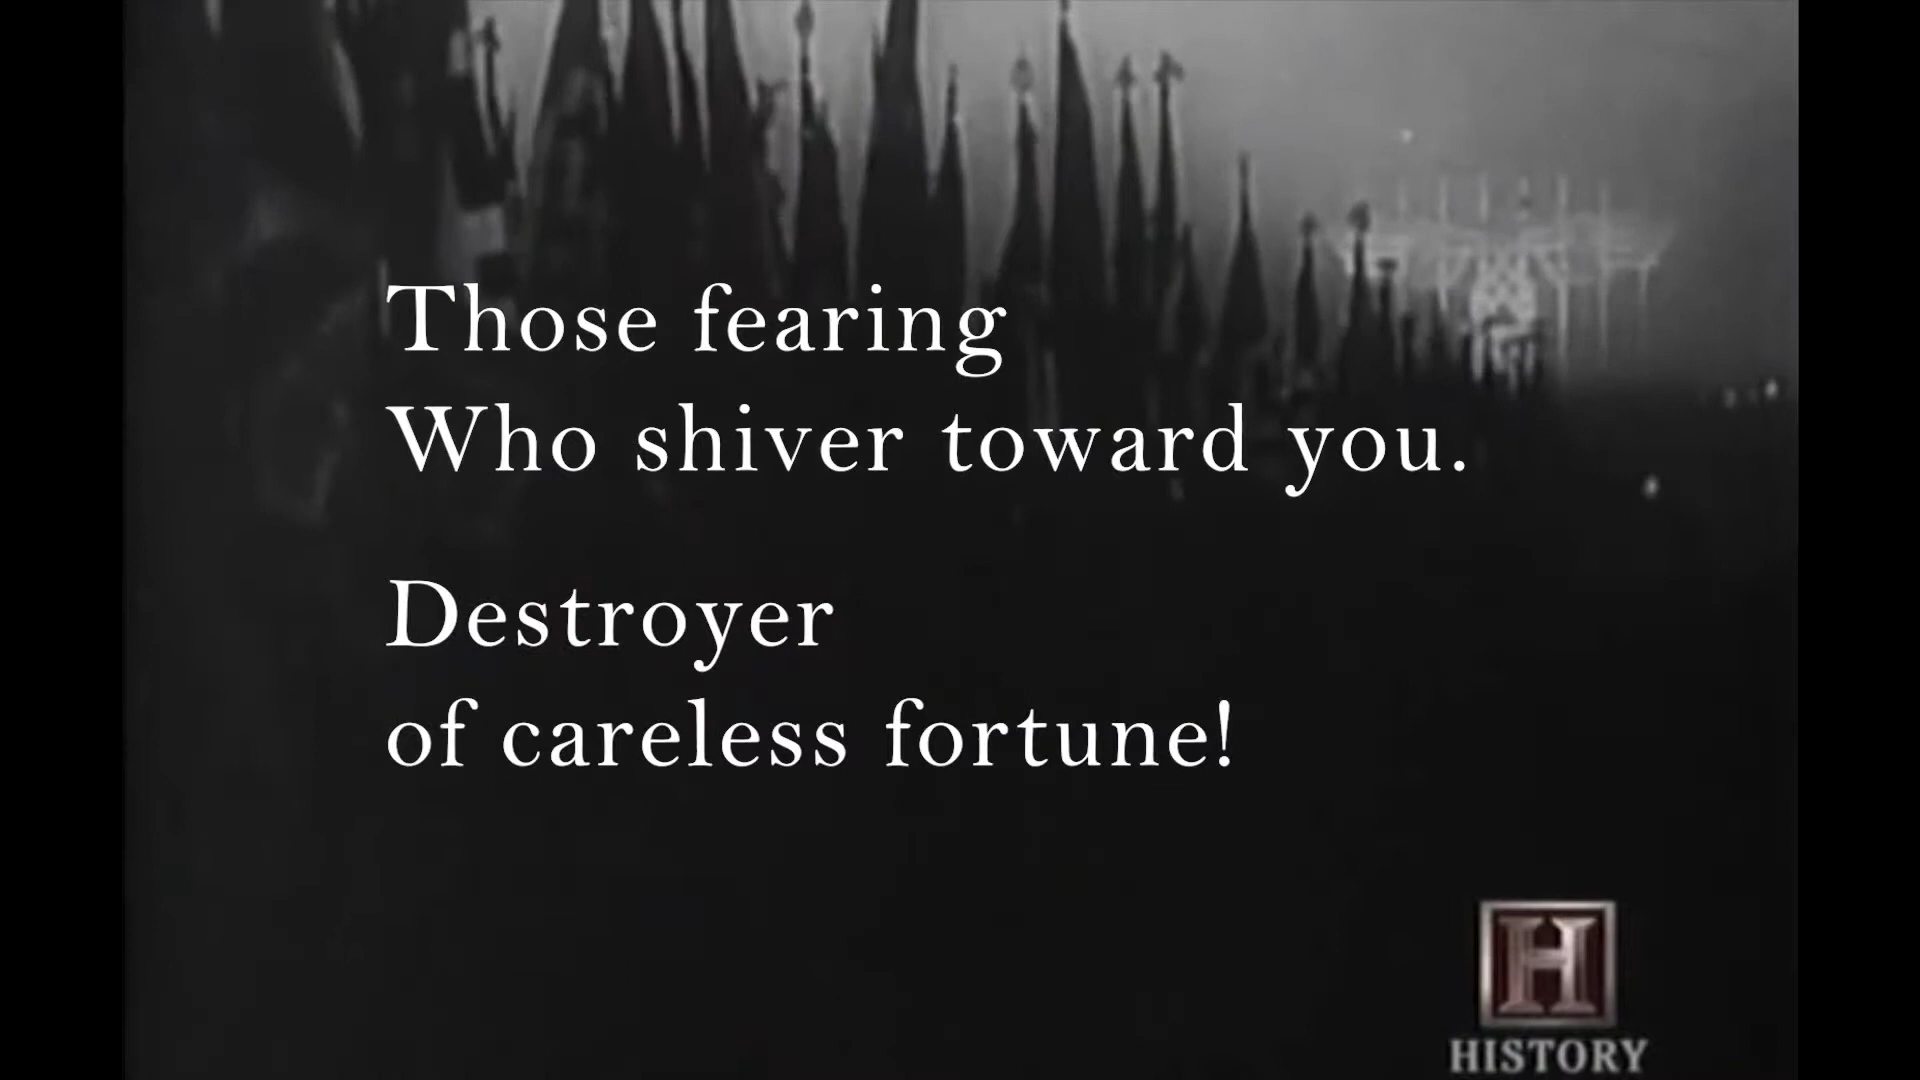 Those fearing
Who shiver toward you.
Destroyer
of careless fortune!
H
HISTORY